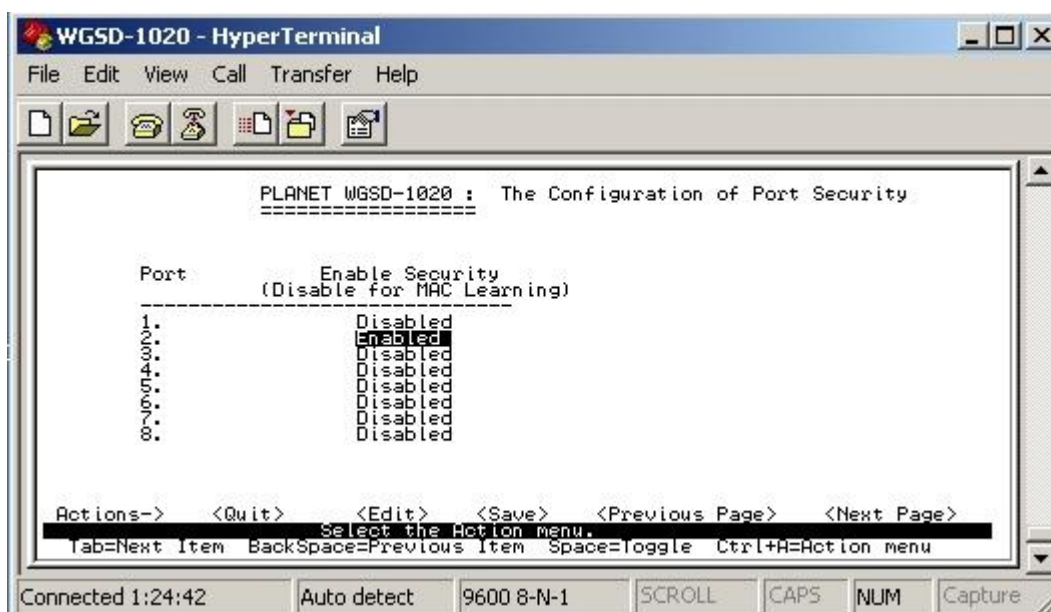 WGSD-1020 - HyperTerminal
File Edit View Call Transfer Help
PLANET WGSD-1020 : The Configuration of Port Security
===================
Port Enable Security
(Disable for MAC Learning)
--------------------------------
1. Disabled
2. Enabled
3. Disabled
4. Disabled
5. Disabled
6. Disabled
7. Disabled
8. Disabled
Actions-> <Quit> <Edit> <Save> <Previous Page> <Next Page>
Select the Action menu.
Tab=Next Item BackSpace=Previous Item Space=Toggle Ctrl+A=Action menu
Connected 1:24:42 Auto detect 9600 8-N-1 SCROLL CAPS NUM Capture